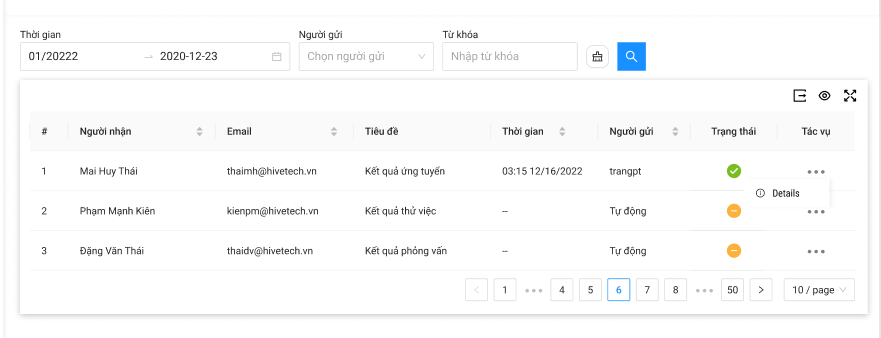 Thời gian Người gửi Từ khóa
01/20222 → 2020-12-23 Chọn người gửi Nhập từ khóa
# Người nhận Email Tiêu đề Thời gian Người gửi Trạng thái Tác vụ
1 Mai Huy Thái thaimh@hivetech.vn Kết quả ứng tuyển 03:15 12/16/2022 trangpt •••
Details
2 Phạm Mạnh Kiên kienpm@hivetech.vn Kết quả thử việc -- Tự động •••
3 Đặng Văn Thái thaidv@hivetech.vn Kết quả phỏng vấn -- Tự động •••
< 1 ••• 4 5 6 7 8 ••• 50 > 10 / page